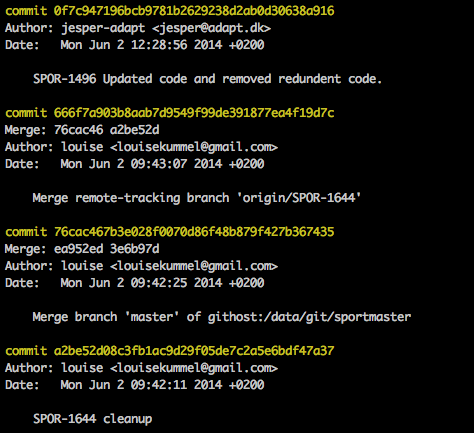 commit 0f7c947196bcb9781b2629238d2ab0d30638a916
Author: jesper-adapt <jesper@adapt.dk>
Date:   Mon Jun 2 12:28:56 2014 +0200
SPOR-1496 Updated code and removed redundent code.
commit 666f7a903b8aab7d9549f99de391877ea4f19d7c
Merge: 76cac46 a2be52d
Author: louise <louisekummel@gmail.com>
Date:   Mon Jun 2 09:43:07 2014 +0200
Merge remote-tracking branch 'origin/SPOR-1644'
commit 76cac467b3e028f0070d86f48b879f427b367435
Merge: ea952ed 3e6b97d
Author: louise <louisekummel@gmail.com>
Date:   Mon Jun 2 09:42:25 2014 +0200
Merge branch 'master' of githost:/data/git/sportmaster
commit a2be52d08c3fb1ac9d29f05de7c2a5e6bdf47a37
Author: louise <louisekummel@gmail.com>
Date:   Mon Jun 2 09:42:11 2014 +0200
SPOR-1644 cleanup